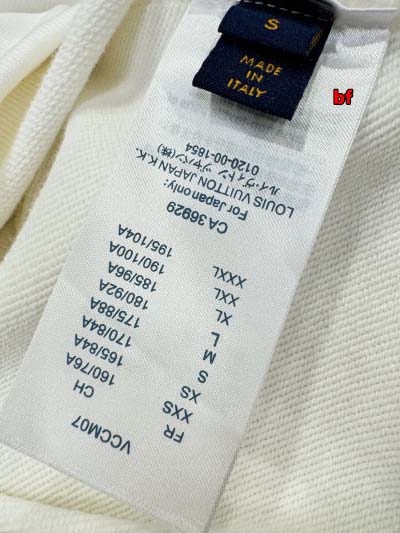 S
MADE
IN
ITALY
bf
VCCM07
FR CH
XXS 160/76A
XS 165/84A
S 170/84A
M 175/88A
L 180/92A
XL 185/96A
XXL 190/100A
XXXL 195/104A
CA 36929
For Japan only:
LOUIS VUITTON JAPAN K.K.
ルイ・ヴィトン ジャパン(株)
0120-00-1854